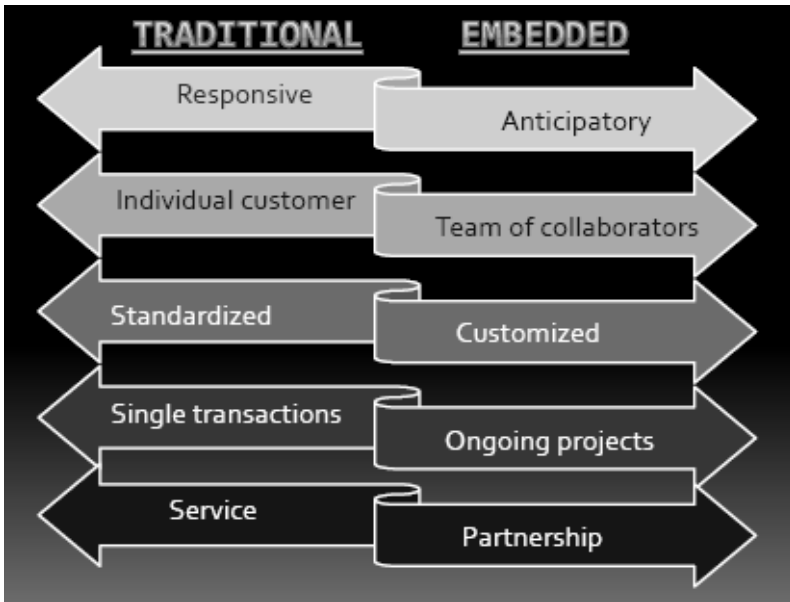 TRADITIONAL EMBEDDED
Responsive
Anticipatory
Individual customer
Team of collaborators
Standardized
Customized
Single transactions
Ongoing projects
Service
Partnership